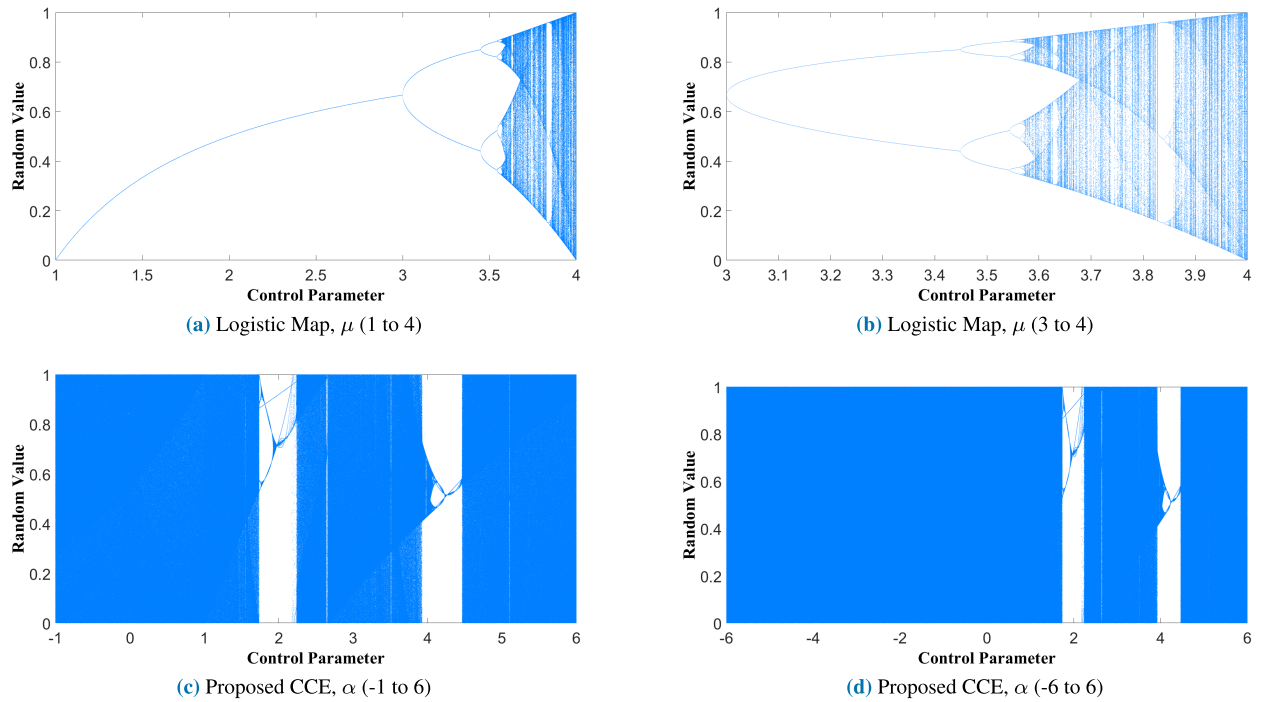 1
0.8
0.6
0.4
0.2
0
Random Value
1 1.5 2 2.5 3 3.5 4
Control Parameter
(a) Logistic Map, μ (1 to 4)
1
0.8
0.6
0.4
0.2
0
Random Value
3 3.1 3.2 3.3 3.4 3.5 3.6 3.7 3.8 3.9 4
Control Parameter
(b) Logistic Map, μ (3 to 4)
1
0.8
0.6
0.4
0.2
0
Random Value
-1 0 1 2 3 4 5 6
Control Parameter
(c) Proposed CCE, α (-1 to 6)
1
0.8
0.6
0.4
0.2
0
Random Value
-6 -4 -2 0 2 4 6
Control Parameter
(d) Proposed CCE, α (-6 to 6)